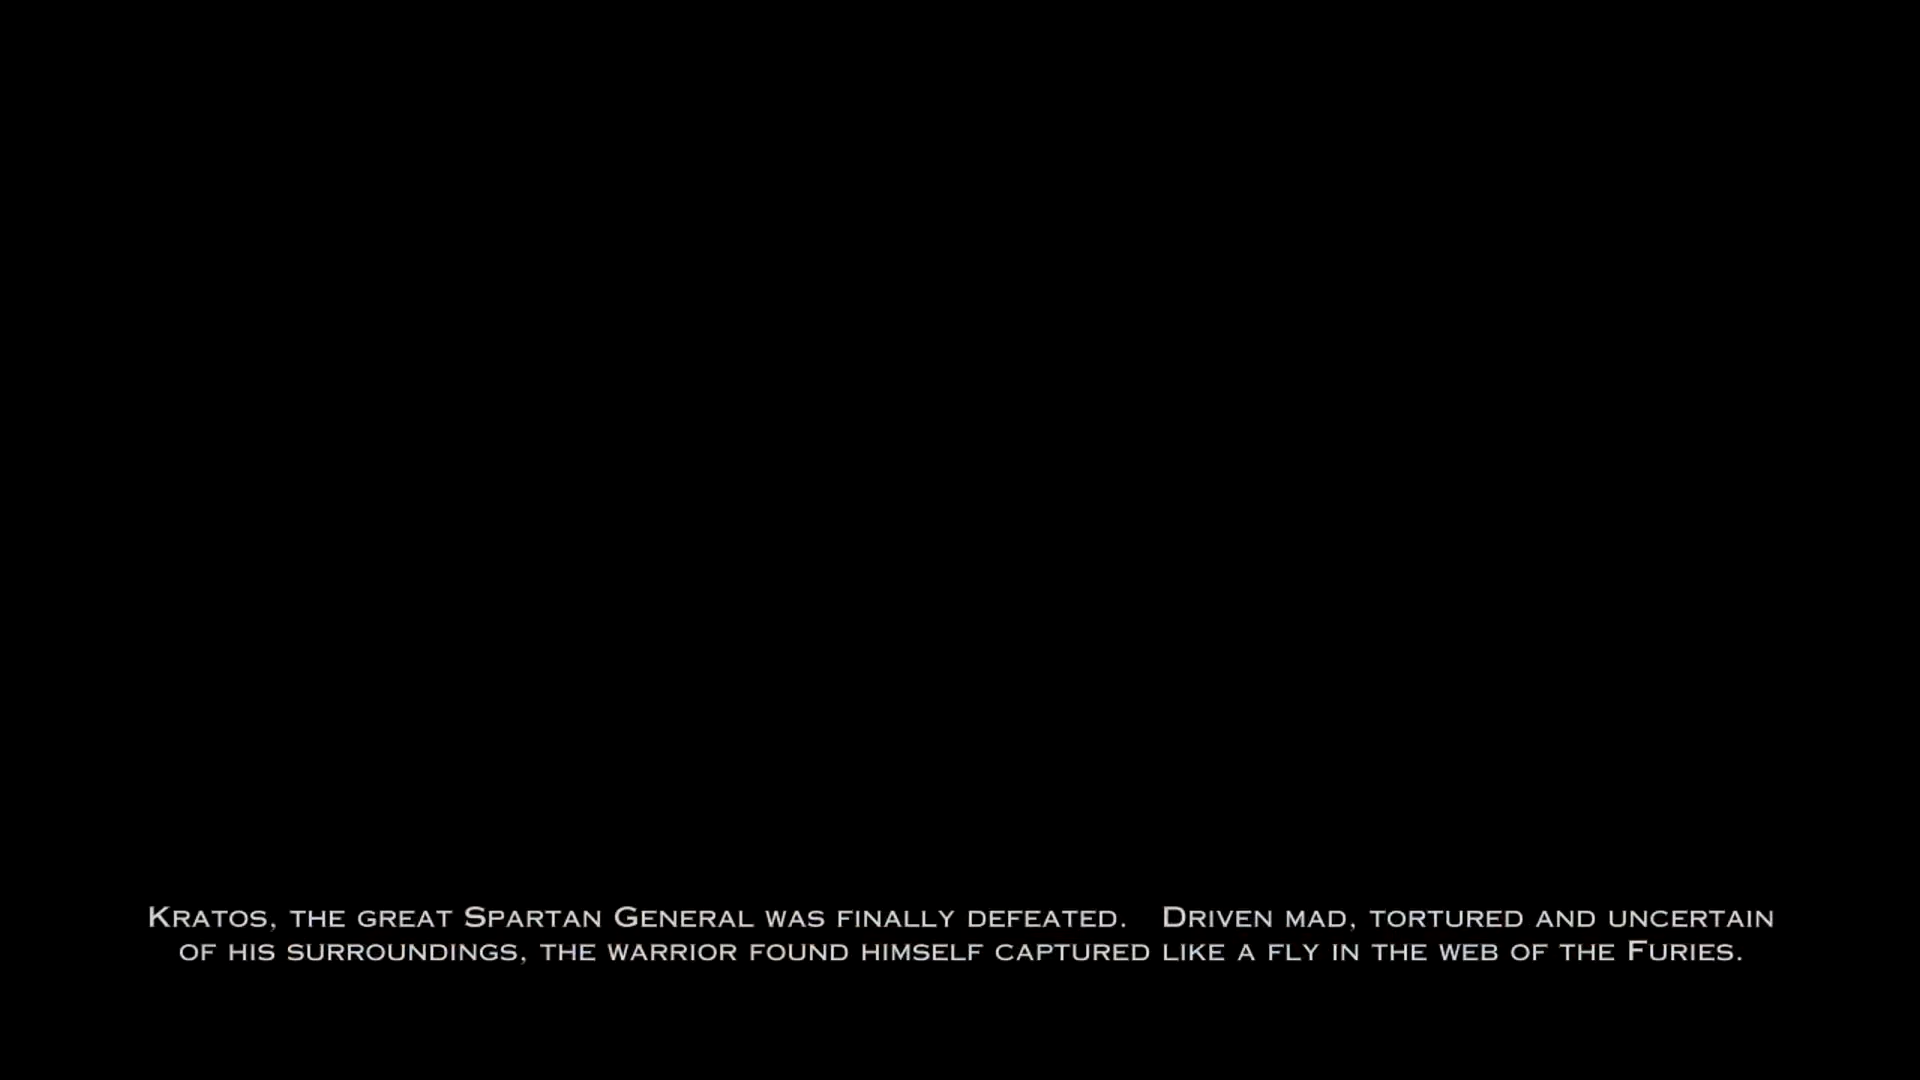 Kratos, the great Spartan General was finally defeated.   Driven mad, tortured and uncertain
of his surroundings, the warrior found himself captured like a fly in the web of the Furies.